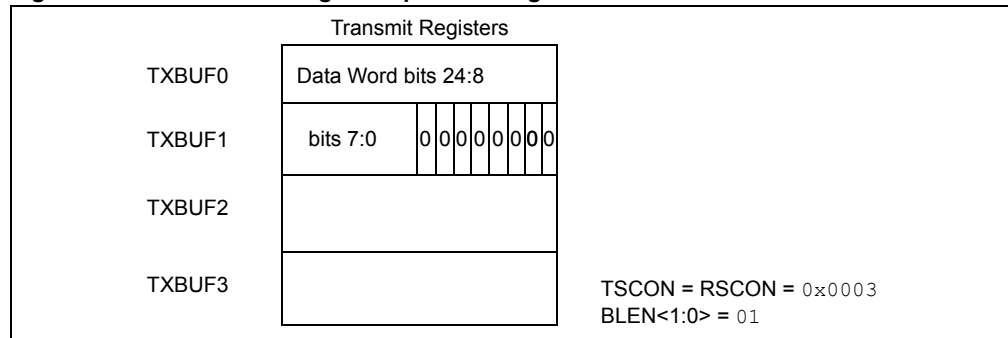 Transmit Registers
TXBUF0 Data Word bits 24:8
TXBUF1 bits 7:0 0 0 0 0 0 0 0 0
TXBUF2
TXBUF3
TSCON = RSCON = 0x0003
BLEN<1:0> = 01